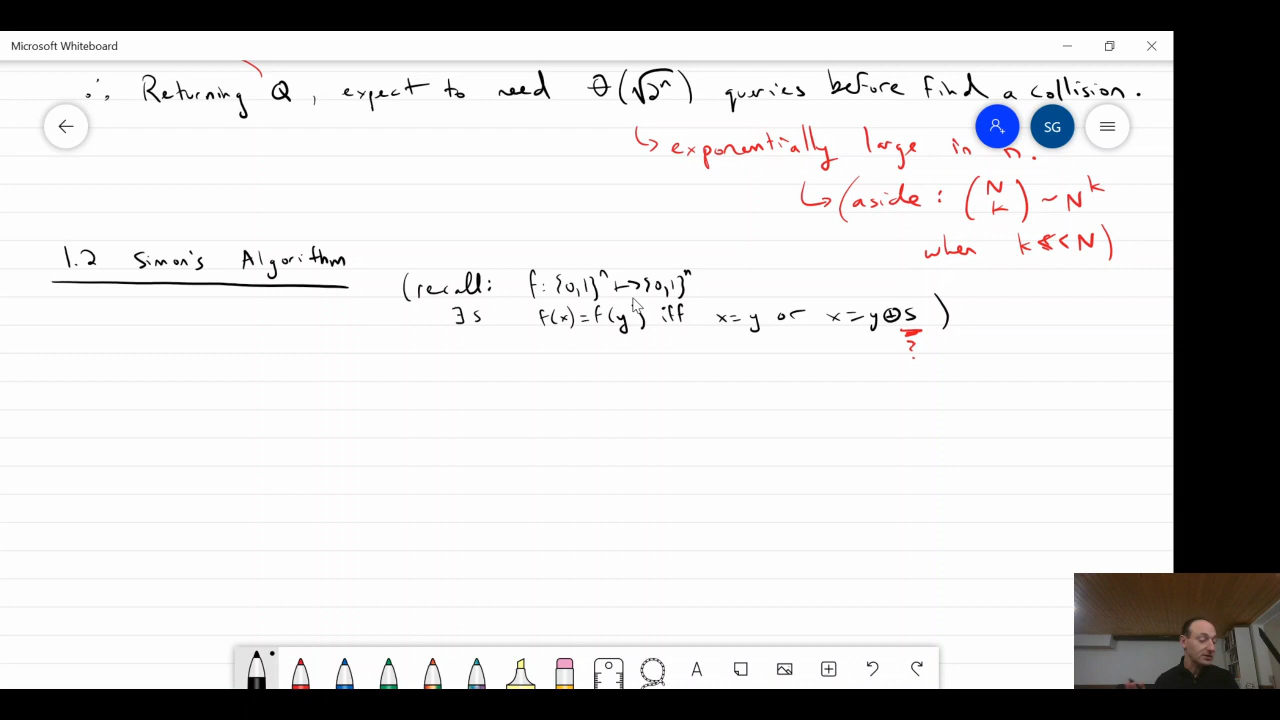 Microsoft Whiteboard
∴ Returning Q, expect to need Θ(√2ⁿ) queries before find a collision.
SG
↳ exponentially large in n.
↳ (aside: (N k) ~ Nᵏ
when k << N)
1.2 Simon's Algorithm
(recall: f: {0,1}ⁿ ↦ {0,1}ⁿ
∃ s f(x) = f(y) iff x = y or x = y ⊕ s )
?
A